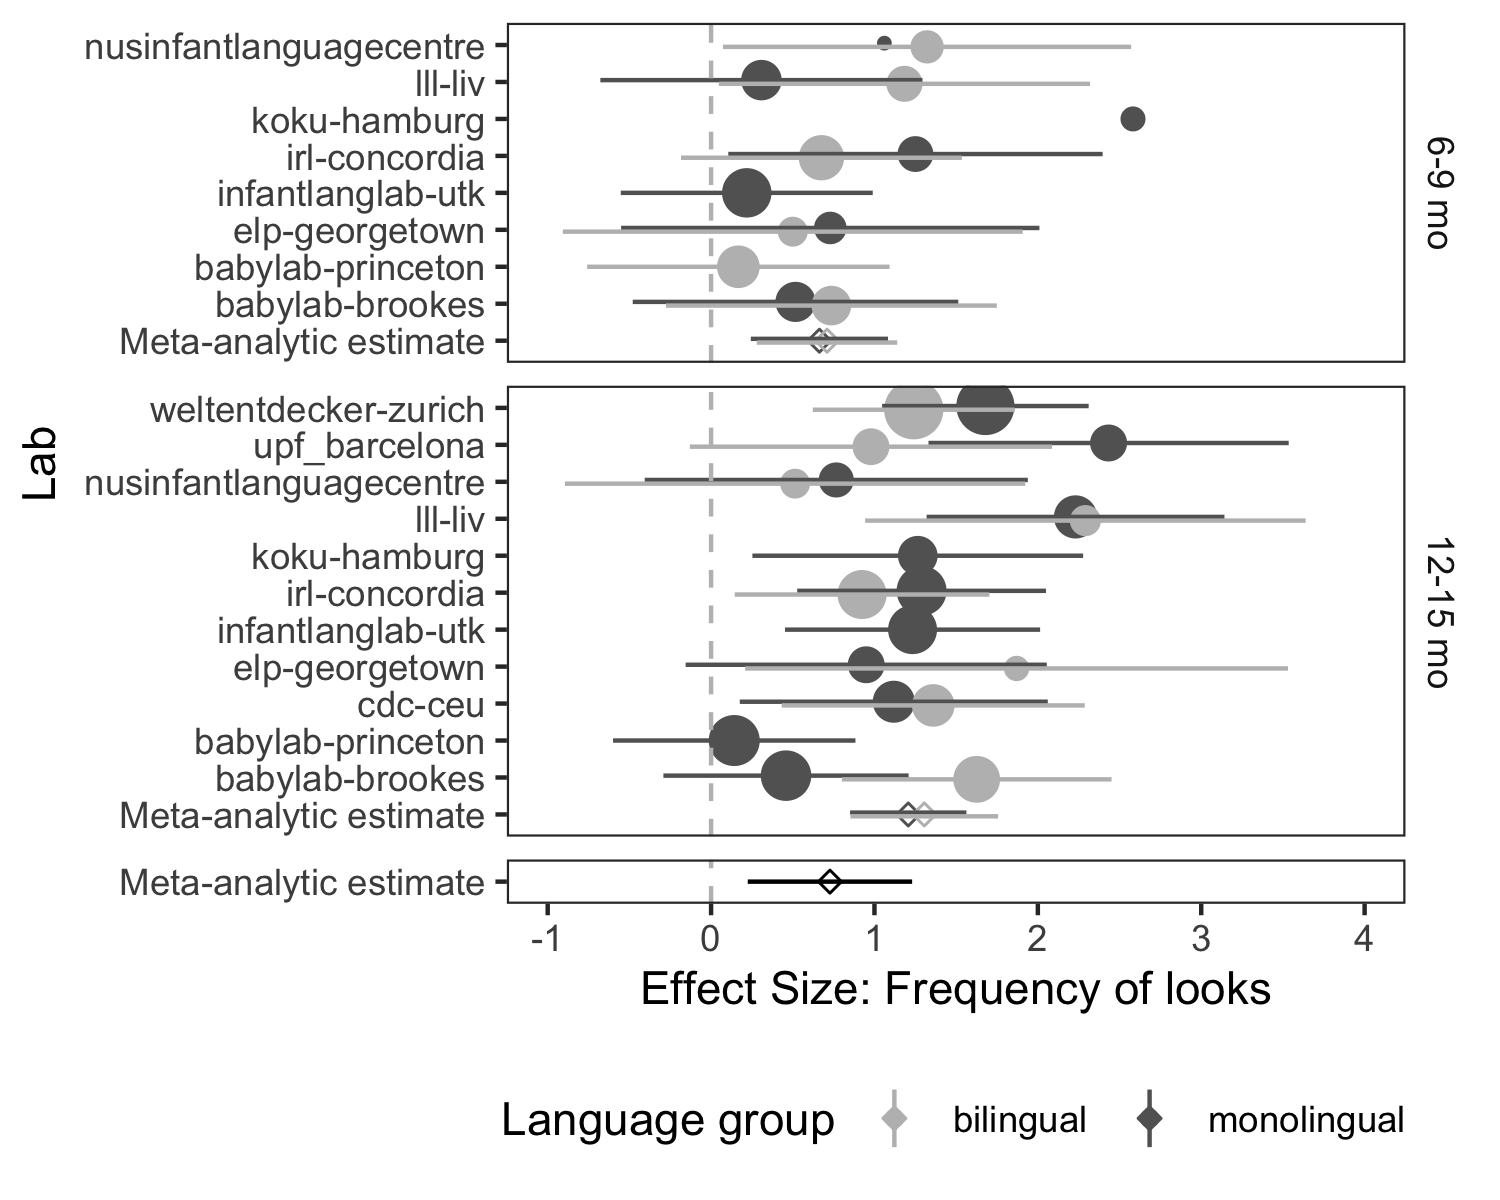 nusinfantlanguagecentre
lll-liv
koku-hamburg
irl-concordia
infantlanglab-utk
elp-georgetown
babylab-princeton
babylab-brookes
Meta-analytic estimate
6-9 mo
weltentdecker-zurich
upf_barcelona
nusinfantlanguagecentre
lll-liv
koku-hamburg
irl-concordia
infantlanglab-utk
elp-georgetown
cdc-ceu
babylab-princeton
babylab-brookes
Meta-analytic estimate
12-15 mo
Meta-analytic estimate
Lab
-1 0 1 2 3 4
Effect Size: Frequency of looks
Language group bilingual monolingual